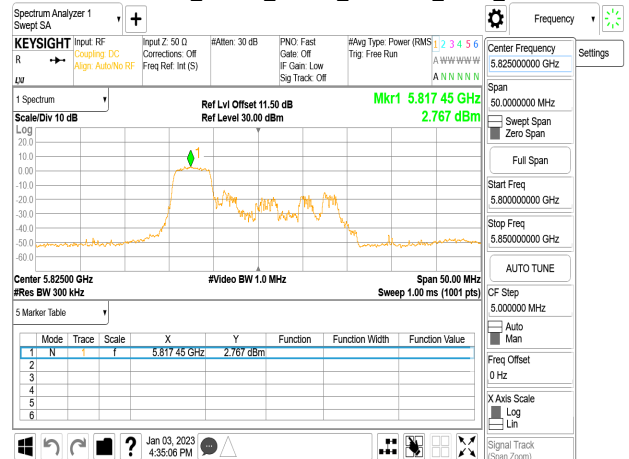 Spectrum Analyzer 1
Swept SA
Frequency
KEYSIGHT
R
Input: RF
Coupling: DC
Align: Auto/No RF
Input Z: 50 Ω
Corrections: Off
Freq Ref: Int (S)
#Atten: 30 dB
PNO: Fast
Gate: Off
IF Gain: Low
Sig Track: Off
#Avg Type: Power (RMS
Trig: Free Run
1 2 3 4 5 6
A W W W W W
A N N N N N
Center Frequency
5.825000000 GHz
Settings
Span
50.0000000 MHz
Swept Span
Zero Span
Full Span
Start Freq
5.800000000 GHz
Stop Freq
5.850000000 GHz
AUTO TUNE
CF Step
5.000000 MHz
Auto
Man
Freq Offset
0 Hz
X Axis Scale
Log
Lin
Signal Track
(Span Zoom)
1 Spectrum
Scale/Div 10 dB
Ref Lvl Offset 11.50 dB
Ref Level 30.00 dBm
Mkr1 5.817 45 GHz
2.767 dBm
Log
20.0
10.0
0.00
-10.0
-20.0
-30.0
-40.0
-50.0
-60.0
1
Center 5.82500 GHz
#Res BW 300 kHz
#Video BW 1.0 MHz
Span 50.00 MHz
Sweep 1.00 ms (1001 pts)
5 Marker Table
Mode Trace Scale X Y Function Function Width Function Value
1 N 1 f 5.817 45 GHz 2.767 dBm
2
3
4
5
6
?
Jan 03, 2023
4:35:06 PM